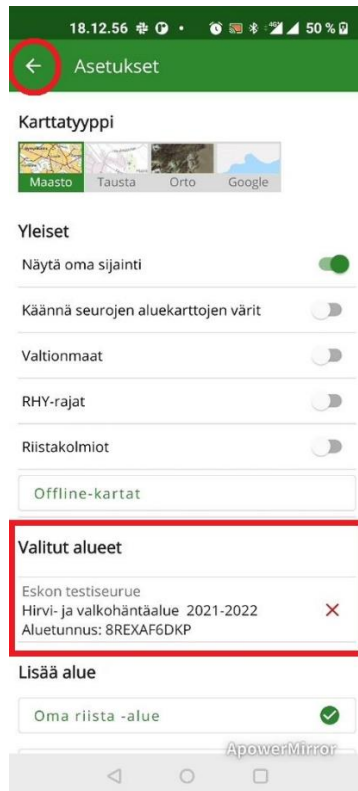 18.12.56
50 %
Asetukset
Karttatyyppi
Maasto Tausta Orto Google
Yleiset
Näytä oma sijainti
Käännä seurojen aluekarttojen värit
Valtionmaat
RHY-rajat
Riistakolmiot
Offline-kartat
Valitut alueet
Eskon testiseurue
Hirvi- ja valkohäntäalue 2021-2022
Aluetunnus: 8REXAF6DKP
Lisää alue
Oma riista -alue
ApowerMirror